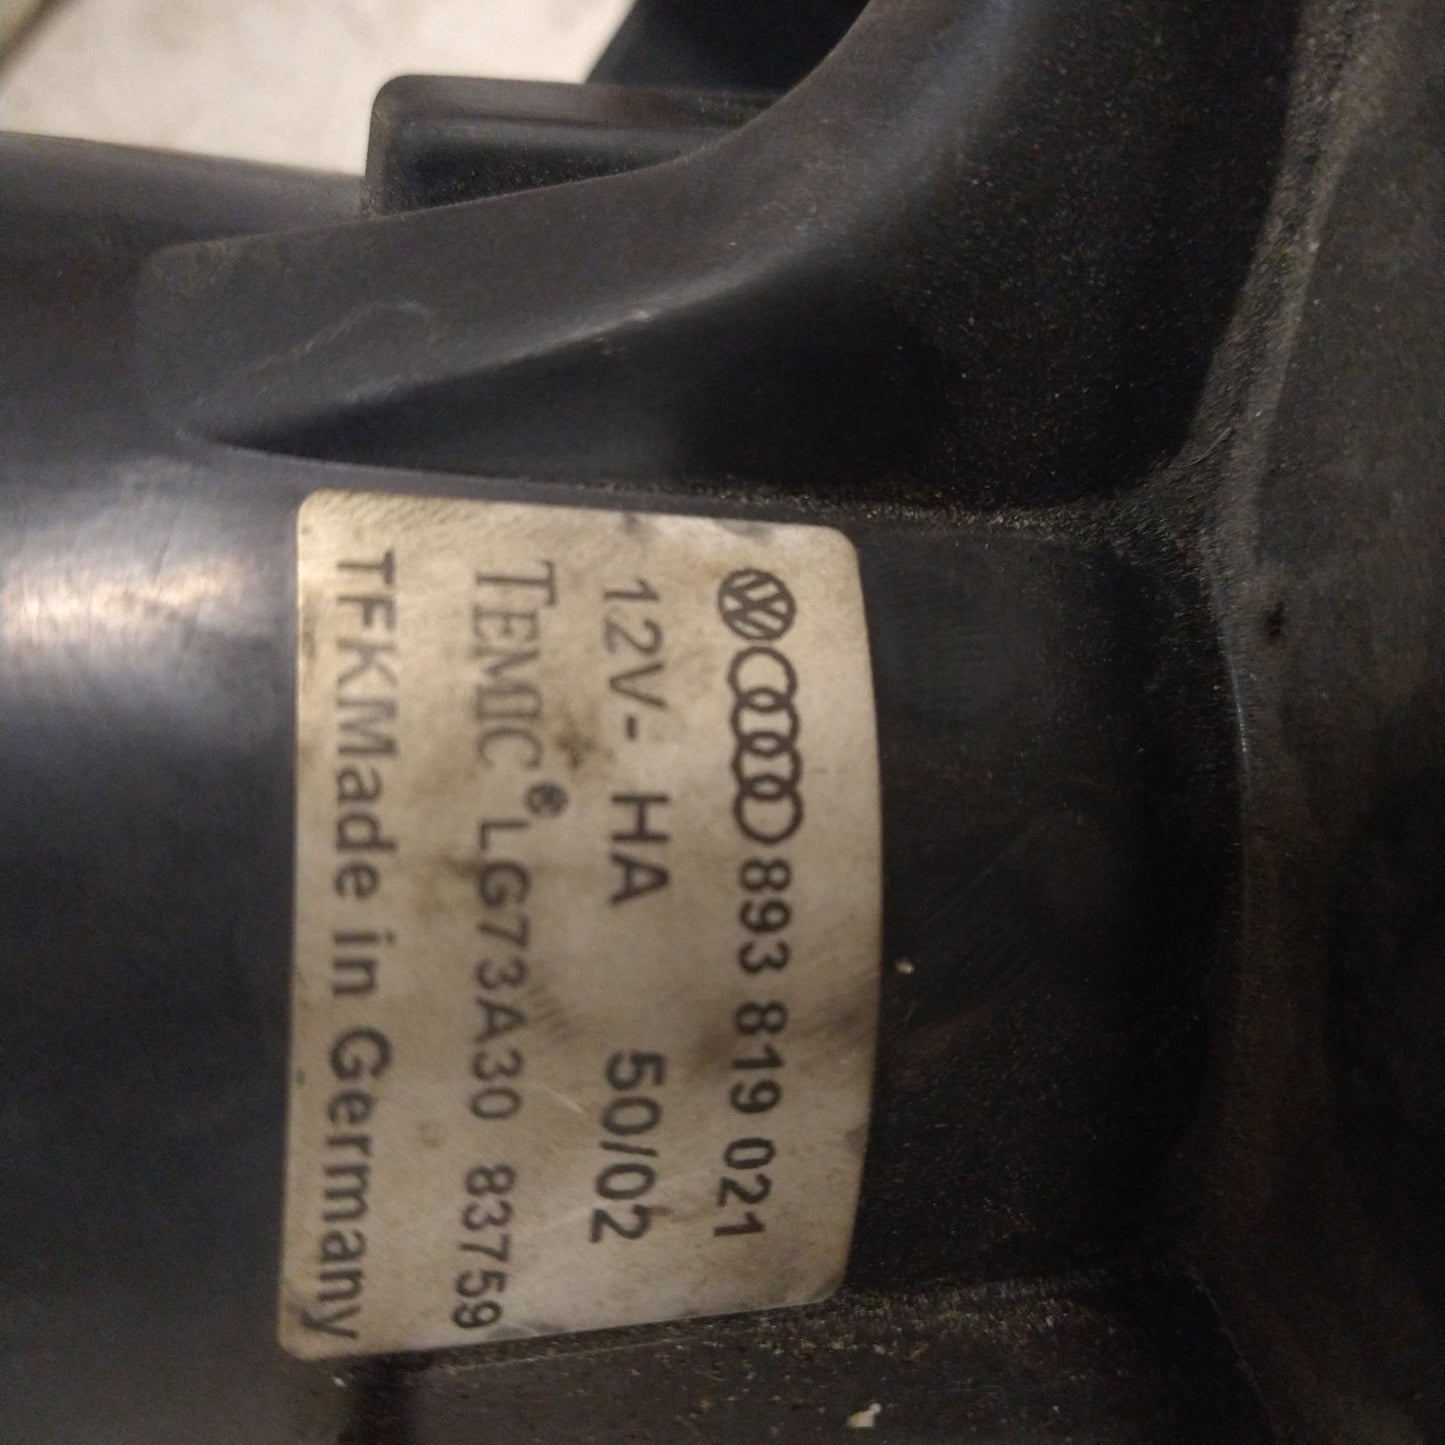 893 819 021
12V- HA 50/02
TEMIC® LG73A30 83759
TFKMade in Germany